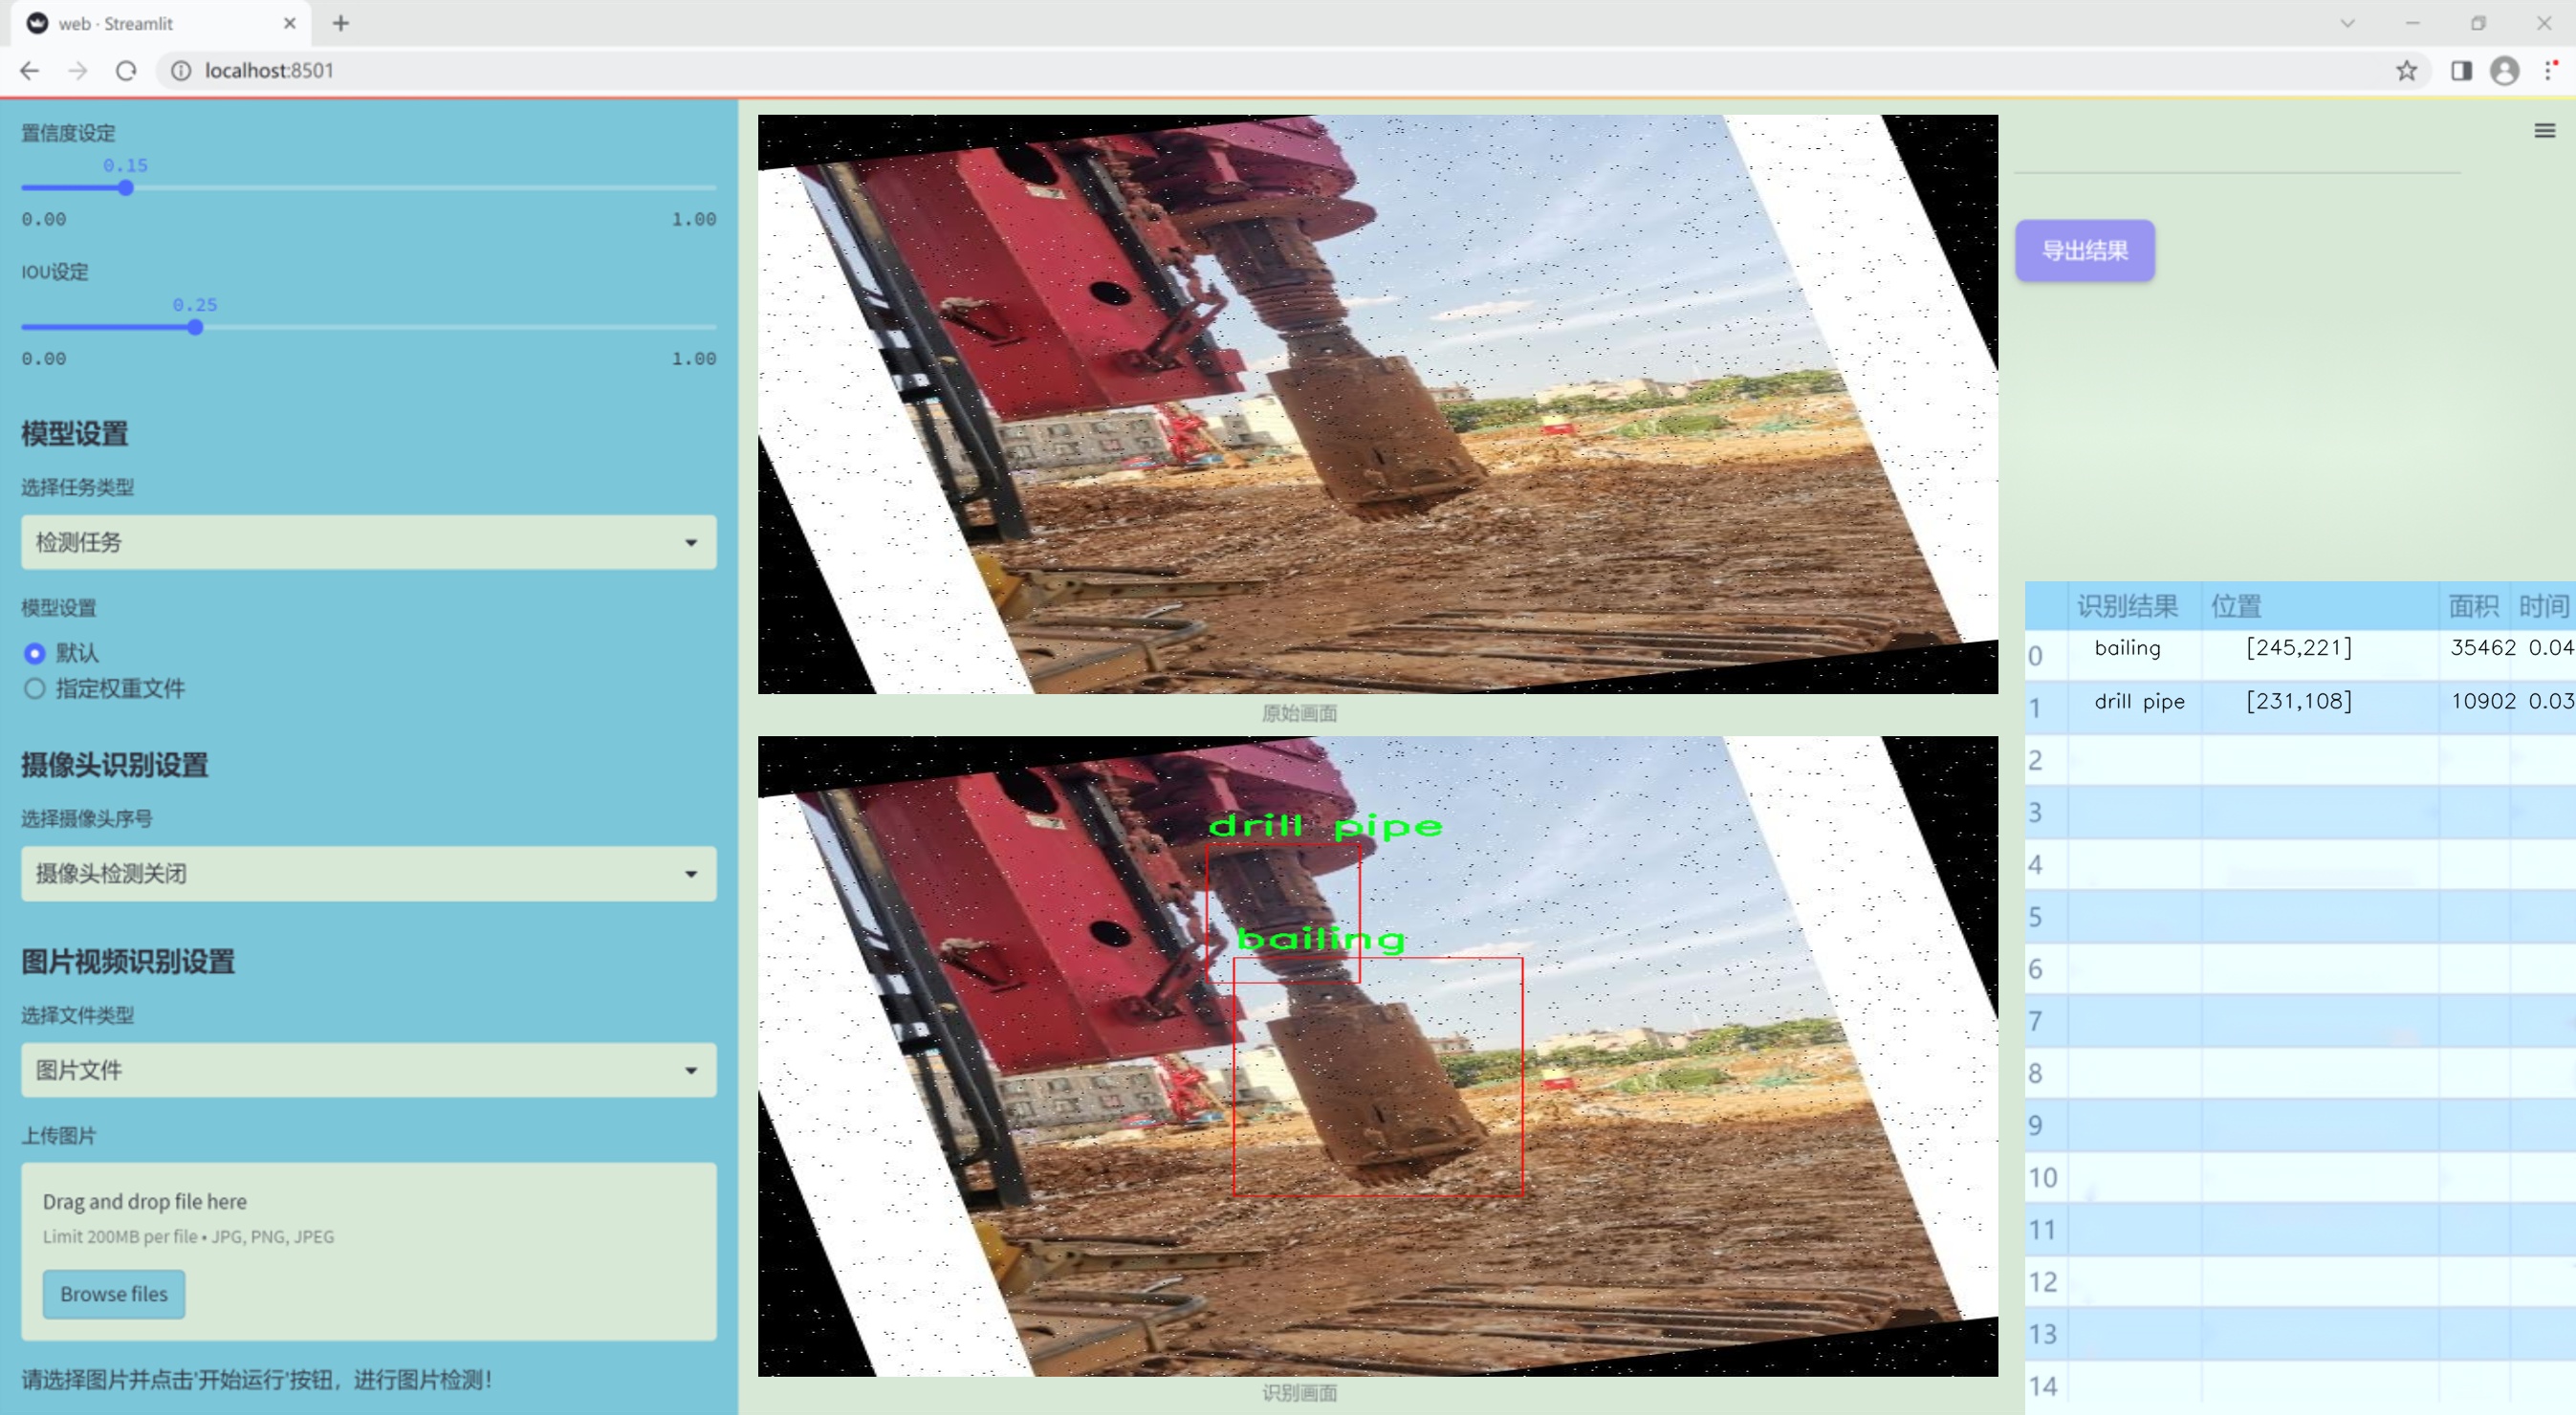 web · Streamlit
localhost:8501
置信度设定
0.15
0.00 1.00
IOU设定
0.25
0.00 1.00
模型设置
选择任务类型
检测任务
模型设置
默认
指定权重文件
摄像头识别设置
选择摄像头序号
摄像头检测关闭
图片视频识别设置
选择文件类型
图片文件
上传图片
Drag and drop file here
Limit 200MB per file • JPG, PNG, JPEG
Browse files
请选择图片并点击'开始运行'按钮，进行图片检测！
原始画面
drill pipe
bailing
识别画面
导出结果
识别结果 位置 面积 时间
0 bailing [245,221] 35462 0.04
1 drill pipe [231,108] 10902 0.03
2
3
4
5
6
7
8
9
10
11
12
13
14